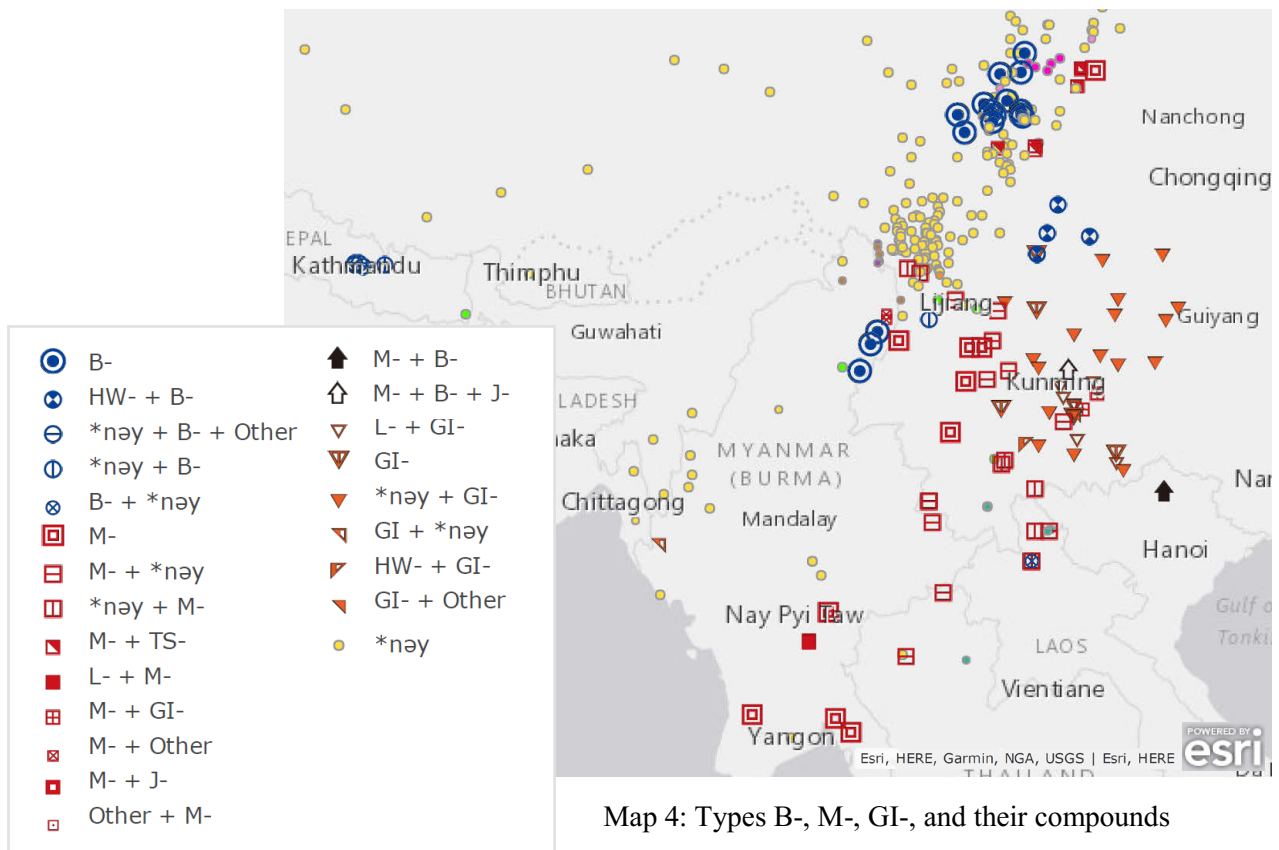 Nanchong
Chongqing
EPAL
Kathmandu
Thimphu
BHUTAN
Lijiang
Guiyang
Guwahati
Kunming
LADESH
aka
MYANMAR
(BURMA)
Nar
Chittagong
Mandalay
Hanoi
Gulf o
Nay Pyi Taw
Tonki
LAOS
Vientiane
Yangon
POWERED BY
esri
Esri, HERE, Garmin, NGA, USGS | Esri, HERE
THAILAND
Da
B-
HW- + B-
*nəy + B- + Other
*nəy + B-
B- + *nəy
M-
M- + *nəy
*nəy + M-
M- + TS-
L- + M-
M- + GI-
M- + Other
M- + J-
Other + M-
M- + B-
M- + B- + J-
L- + GI-
GI-
*nəy + GI-
GI + *nəy
HW- + GI-
GI- + Other
*nəy
Map 4: Types B-, M-, GI-, and their compounds